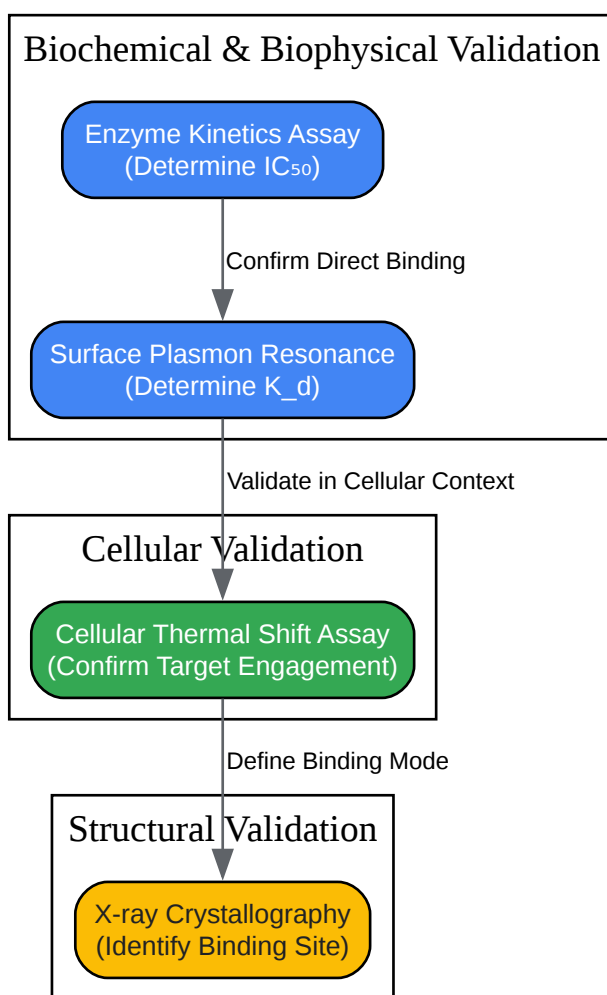 Biochemical & Biophysical Validation
Enzyme Kinetics Assay
(Determine IC₅₀)
Confirm Direct Binding
Surface Plasmon Resonance
(Determine K_d)
Validate in Cellular Context
Cellular Validation
Cellular Thermal Shift Assay
(Confirm Target Engagement)
Define Binding Mode
Structural Validation
X-ray Crystallography
(Identify Binding Site)